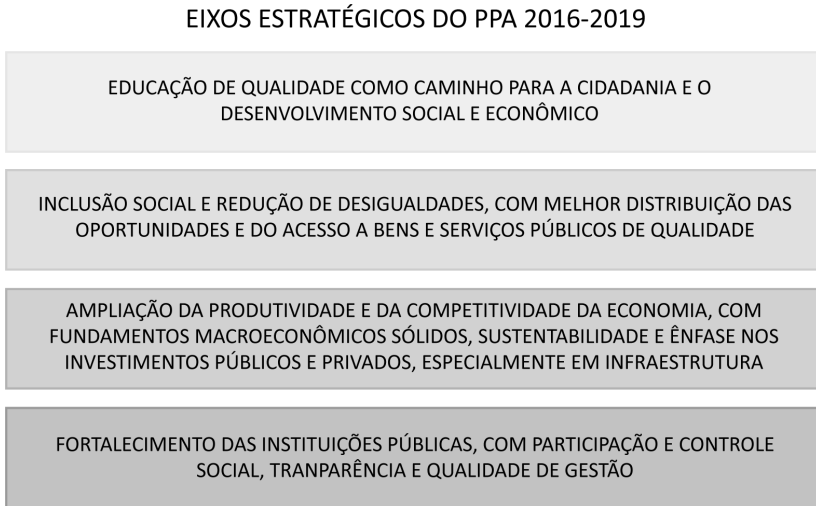 EIXOS ESTRATÉGICOS DO PPA 2016-2019
EDUCAÇÃO DE QUALIDADE COMO CAMINHO PARA A CIDADANIA E O
DESENVOLVIMENTO SOCIAL E ECONÔMICO
INCLUSÃO SOCIAL E REDUÇÃO DE DESIGUALDADES, COM MELHOR DISTRIBUIÇÃO DAS
OPORTUNIDADES E DO ACESSO A BENS E SERVIÇOS PÚBLICOS DE QUALIDADE
AMPLIAÇÃO DA PRODUTIVIDADE E DA COMPETITIVIDADE DA ECONOMIA, COM
FUNDAMENTOS MACROECONÔMICOS SÓLIDOS, SUSTENTABILIDADE E ÊNFASE NOS
INVESTIMENTOS PÚBLICOS E PRIVADOS, ESPECIALMENTE EM INFRAESTRUTURA
FORTALECIMENTO DAS INSTITUIÇÕES PÚBLICAS, COM PARTICIPAÇÃO E CONTROLE
SOCIAL, TRANPARÊNCIA E QUALIDADE DE GESTÃO